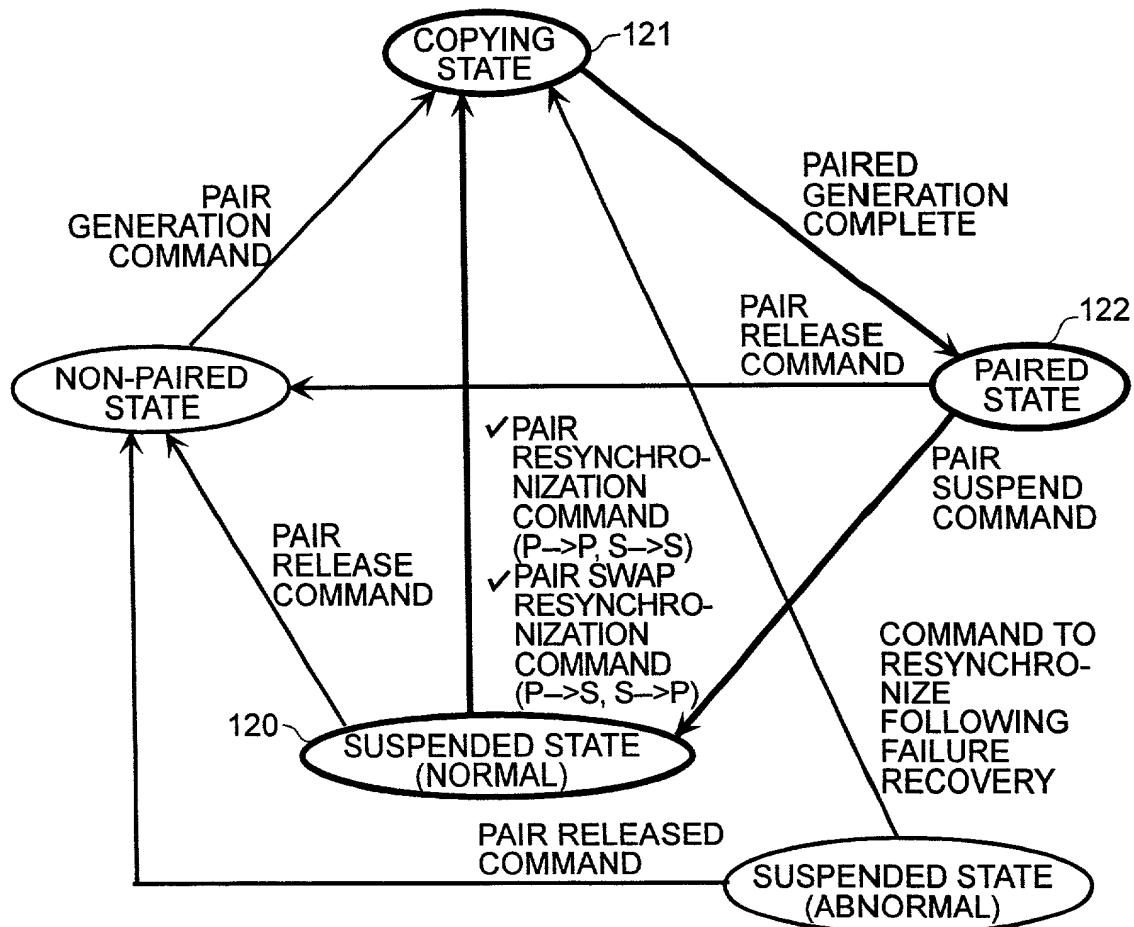 COPYING
STATE
121
PAIR
GENERATION
COMMAND
PAIRED
GENERATION
COMPLETE
PAIR
RELEASE
COMMAND
122
NON-PAIRED
STATE
PAIRED
STATE
✓PAIR
RESYNCHRO-
NIZATION
COMMAND
(P-->P, S-->S)
✓PAIR SWAP
RESYNCHRO-
NIZATION
COMMAND
(P-->S, S-->P)
PAIR
SUSPEND
COMMAND
PAIR
RELEASE
COMMAND
120
SUSPENDED STATE
(NORMAL)
COMMAND TO
RESYNCHRO-
NIZE
FOLLOWING
FAILURE
RECOVERY
PAIR RELEASED
COMMAND
SUSPENDED STATE
(ABNORMAL)